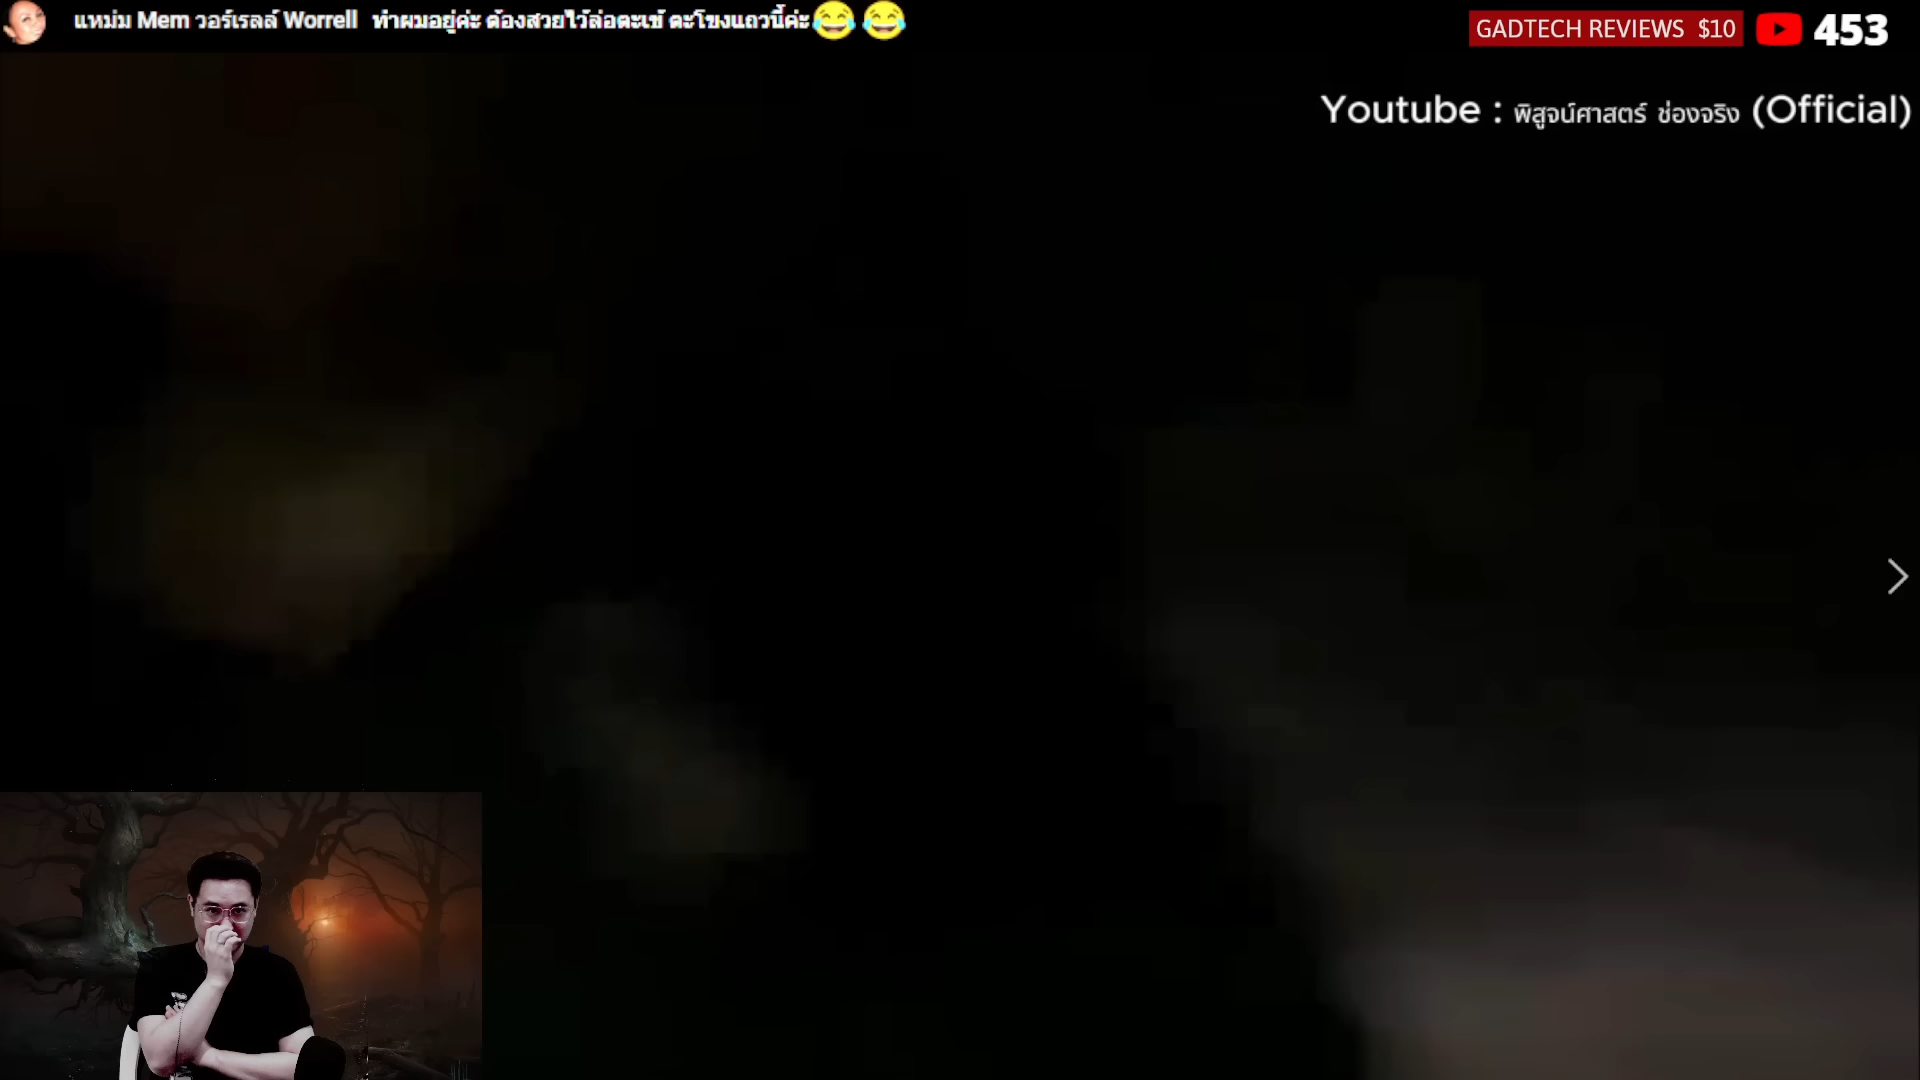 แหม่ม Mem วอร์เรลล์ Worrell ทำผมอยู่ค่ะ ต้องสวยไว้ล่อตะเข้ ตะโขงแถวนี้ค่ะ😂 😂
GADTECH REVIEWS $10
453
Youtube : พิสูจน์ศาสตร์ ช่องจริง (Official)